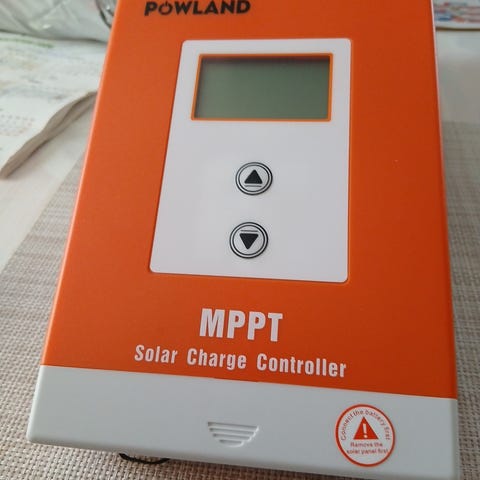 POWLAND
MPPT
Solar Charge Controller
Connect the battery first
Remove the
solar panel first